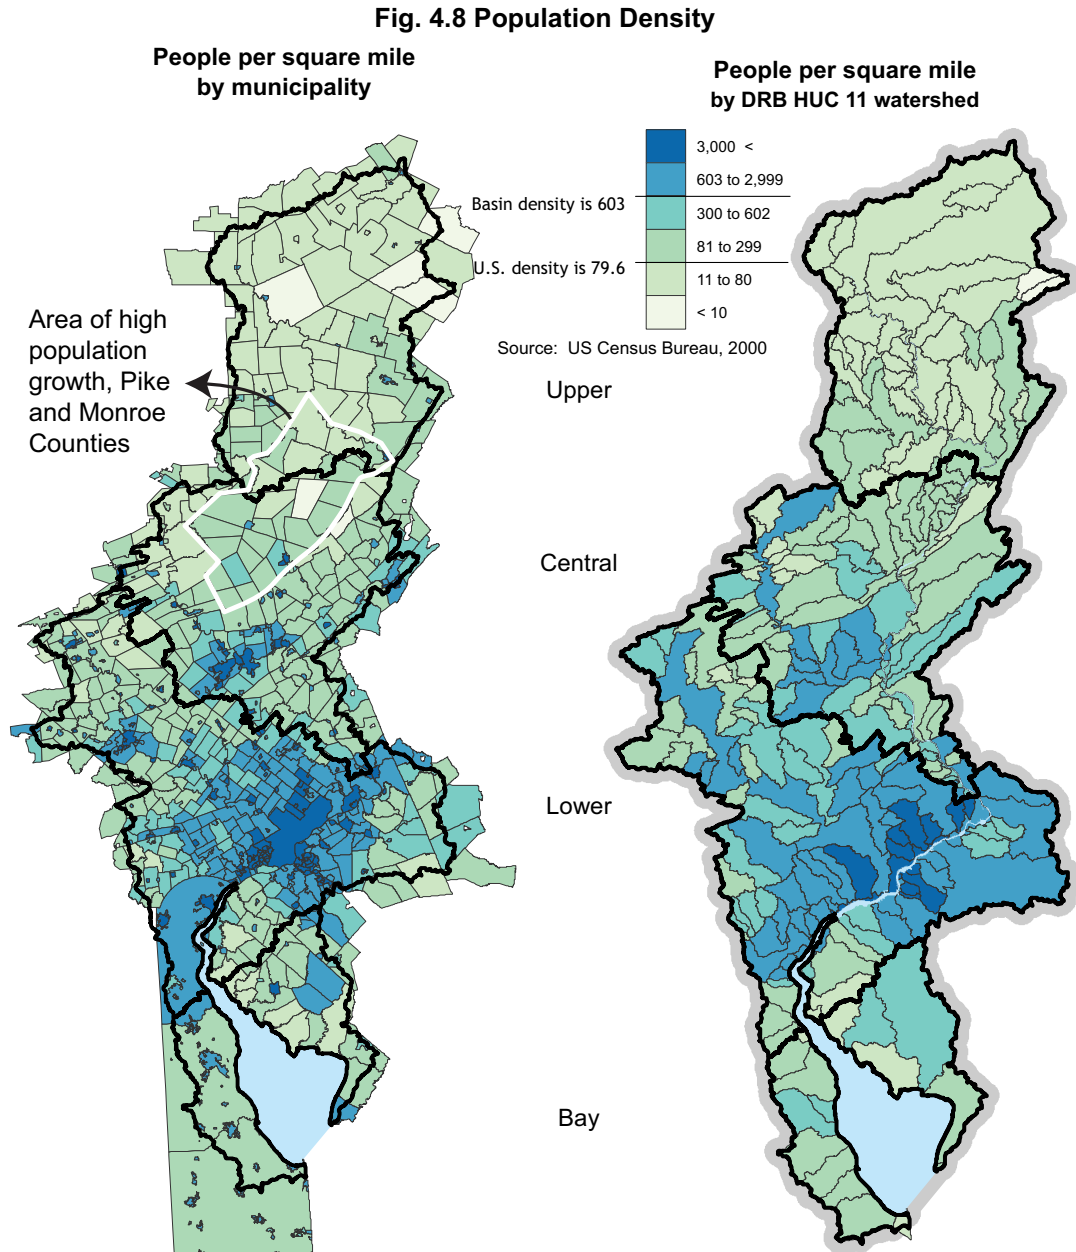 Fig. 4.8 Population Density
People per square mile
by municipality
People per square mile
by DRB HUC 11 watershed
3,000 <
603 to 2,999
Basin density is 603
300 to 602
81 to 299
U.S. density is 79.6
11 to 80
< 10
Source: US Census Bureau, 2000
Area of high
population
growth, Pike
and Monroe
Counties
Upper
Central
Lower
Bay